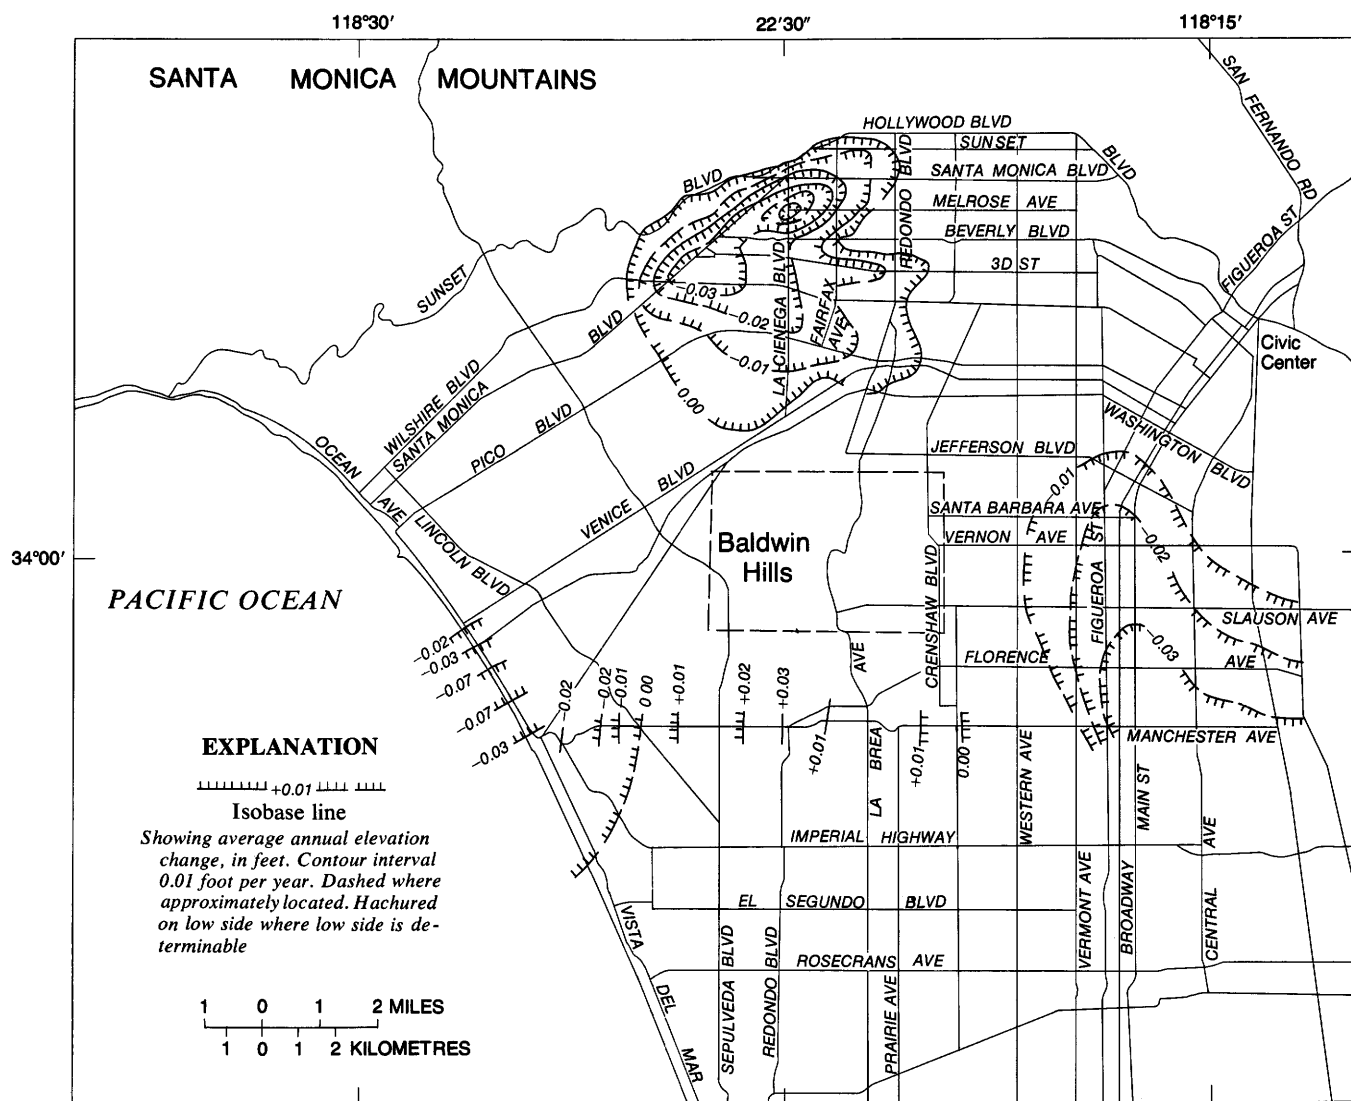 118°30′
22′30″
118°15′
SANTA MONICA MOUNTAINS
SAN FERNANDO RD
HOLLYWOOD BLVD
SUNSET
BLVD
SANTA MONICA BLVD
BLVD
MELROSE AVE
REDONDO BLVD
BEVERLY BLVD
3D ST
FIGUEROA ST
SUNSET
-0.03
-0.02
-0.01
0.00
LA CIENEGA BLVD
FAIRFAX AVE
Civic
Center
WILSHIRE BLVD
SANTA MONICA BLVD
PICO BLVD
VENICE BLVD
OCEAN AVE
LINCOLN BLVD
WASHINGTON BLVD
JEFFERSON BLVD
-0.01
SANTA BARBARA AVE
VERNON AVE
-0.02
FIGUEROA ST
34°00′
Baldwin
Hills
CRENSHAW BLVD
PACIFIC OCEAN
SLAUSON AVE
-0.03
FLORENCE AVE
-0.02
-0.03
-0.07
-0.07
-0.03
-0.02
-0.02
-0.01
0 00
+0.01
+0.02
+0.03
+0.01
+0.01
0.00
LA BREA AVE
MANCHESTER AVE
WESTERN AVE
MAIN ST
EXPLANATION
+0.01
Isobase line
Showing average annual elevation
change, in feet. Contour interval
0.01 foot per year. Dashed where
approximately located. Hachured
on low side where low side is de-
terminable
IMPERIAL HIGHWAY
EL SEGUNDO BLVD
ROSECRANS AVE
VERMONT AVE
BROADWAY
CENTRAL AVE
VISTA DEL MAR
SEPULVEDA BLVD
REDONDO BLVD
PRAIRIE AVE
1 0 1 2 MILES
1 0 1 2 KILOMETRES